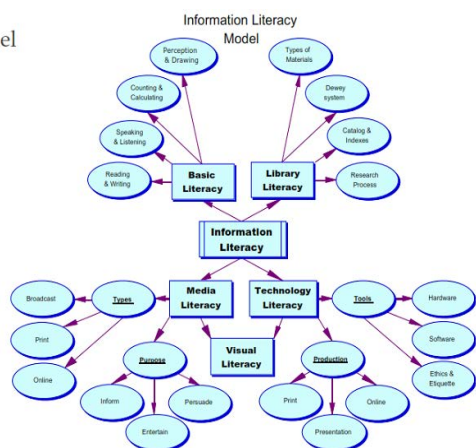 Information Literacy
Model
el
Perception
& Drawing
Types of
Materials
Counting &
Calculating
Dewey
system
Speaking
& Listening
Catalog &
Indexes
Reading
& Writing
Basic
Literacy
Library
Literacy
Research
Process
Information
Literacy
Broadcast
Types
Media
Literacy
Technology
Literacy
Tools
Hardware
Print
Software
Visual
Literacy
Online
Purpose
Production
Ethics &
Etiquette
Inform
Persuade
Print
Online
Entertain
Presentation